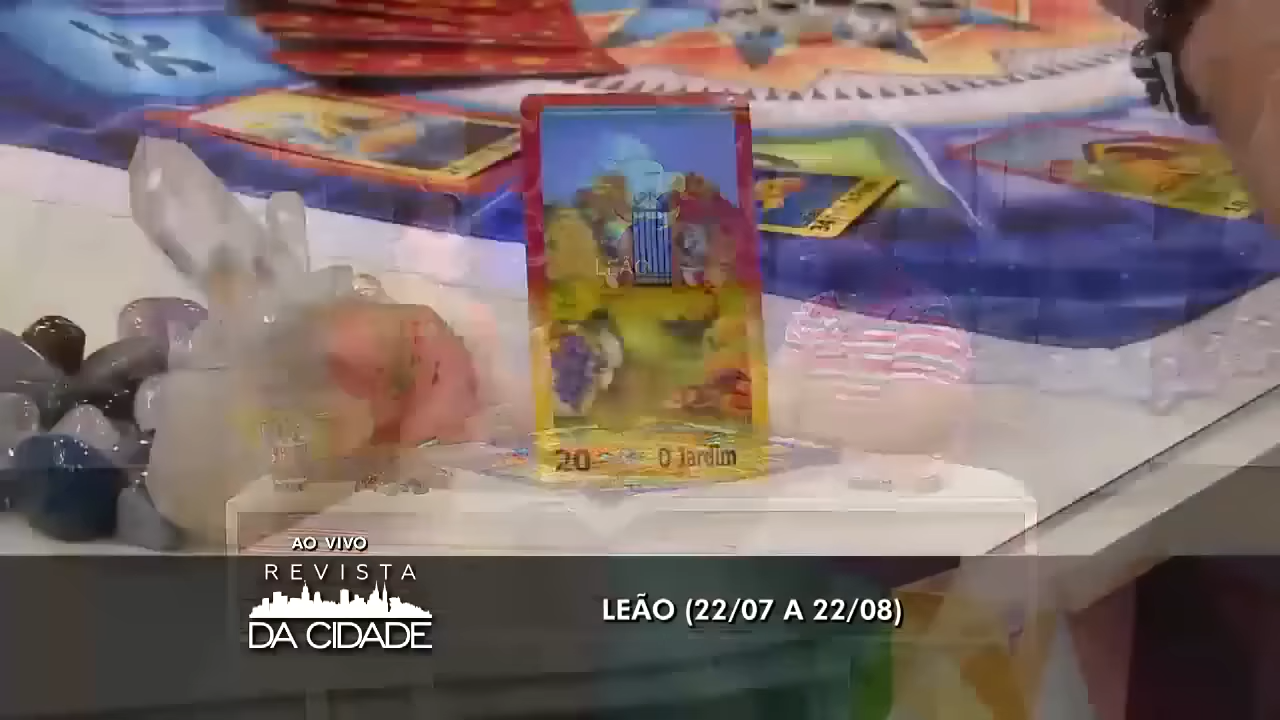 LEÃO
20
O Jardim
AO VIVO
REVISTA
DA CIDADE
LEÃO (22/07 A 22/08)